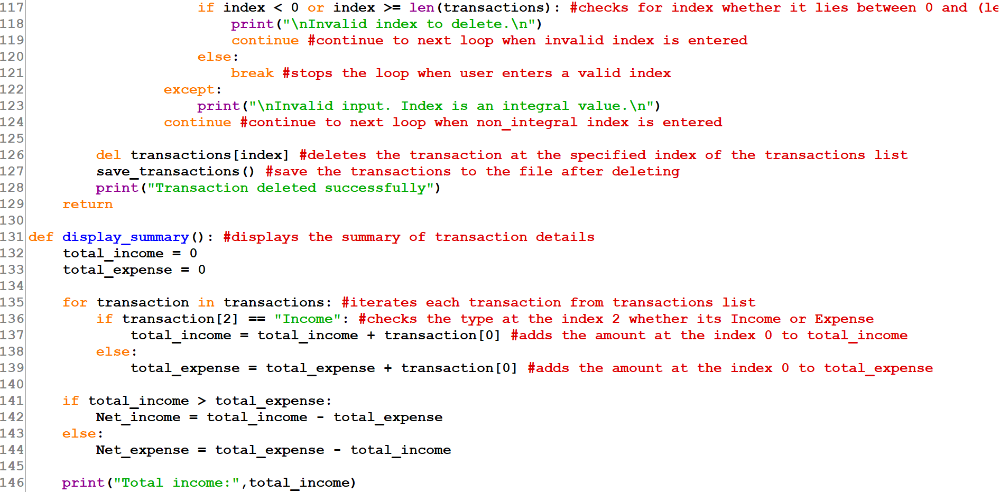 117                     if index < 0 or index >= len(transactions): #checks for index whether it lies between 0 and
118                         print("\nInvalid index to delete.\n")
119                         continue #continue to next loop when invalid index is entered
120                     else:
121                         break #stops the loop when user enters a valid index
122                 except:
123                     print("\nInvalid input. Index is an integral value.\n")
124                 continue #continue to next loop when non_integral index is entered
125
126         del transactions[index] #deletes the transaction at the specified index of the transactions list
127         save_transactions() #save the transactions to the file after deleting
128         print("Transaction deleted successfully")
129     return
130
131 def display_summary(): #displays the summary of transaction details
132     total_income = 0
133     total_expense = 0
134
135     for transaction in transactions: #iterates each transaction from transactions list
136         if transaction[2] == "Income": #checks the type at the index 2 whether its Income or Expense
137             total_income = total_income + transaction[0] #adds the amount at the index 0 to total_income
138         else:
139             total_expense = total_expense + transaction[0] #adds the amount at the index 0 to total_expense
140
141     if total_income > total_expense:
142         Net_income = total_income - total_expense
143     else:
144         Net_expense = total_expense - total_income
145
146     print("Total income:",total_income)